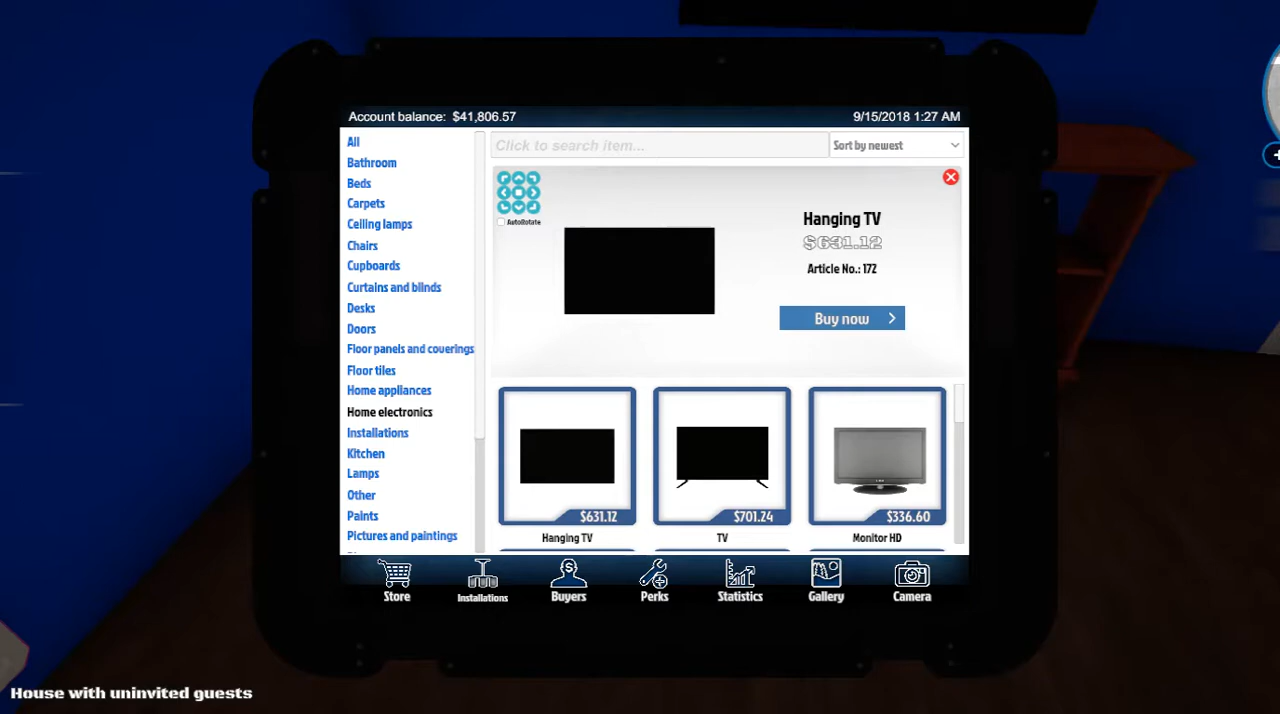 Account balance: $41,806.57
9/15/2018 1:27 AM
All
Bathroom
Beds
Carpets
Ceiling lamps
Chairs
Cupboards
Curtains and blinds
Desks
Doors
Floor panels and coverings
Floor tiles
Home appliances
Home electronics
Installations
Kitchen
Lamps
Other
Paints
Pictures and paintings
Click to search item...
Sort by newest
AutoRotate
Hanging TV
$631.12
Article No.: 172
Buy now
$631.12
$701.24
$336.60
Hanging TV
TV
Monitor HD
Store
Installations
Buyers
Perks
Statistics
Gallery
Camera
House with uninvited guests